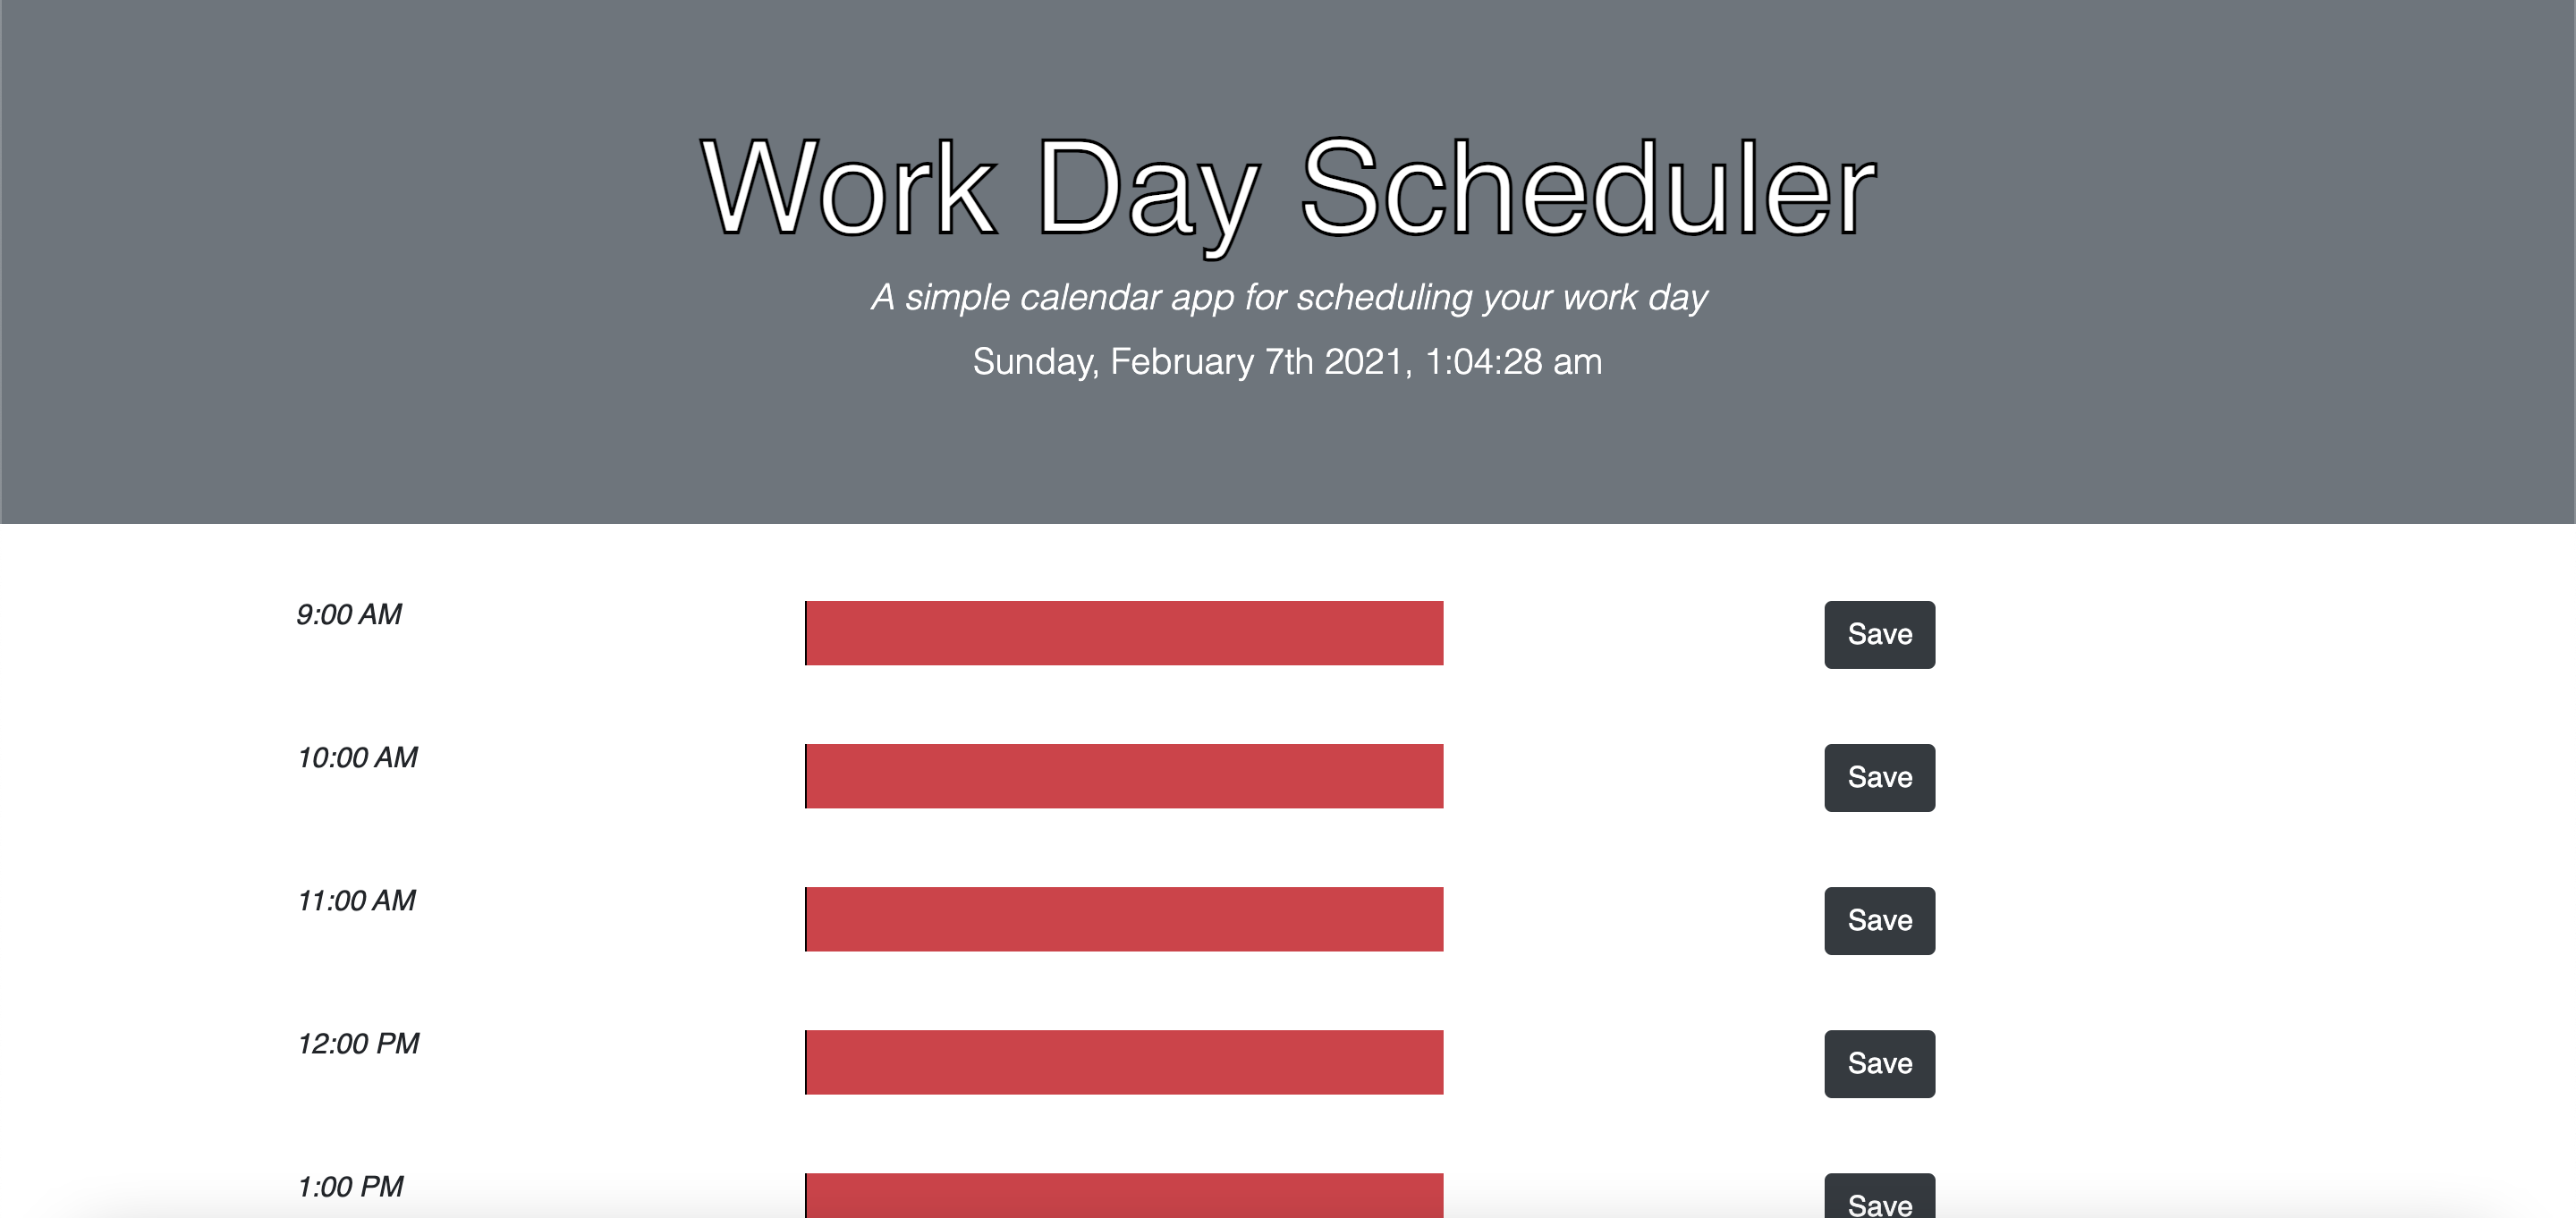 Work Day Scheduler
A simple calendar app for scheduling your work day
Sunday, February 7th 2021, 1:04:28 am
9:00 AM Save
10:00 AM Save
11:00 AM Save
12:00 PM Save
1:00 PM Save